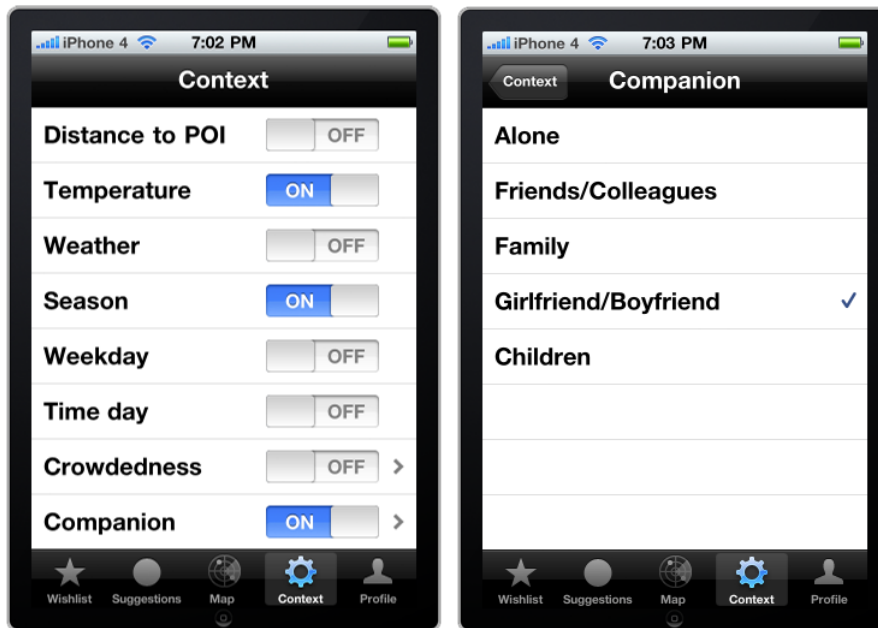 iPhone 4 7:02 PM
Context
Distance to POI OFF
Temperature ON
Weather OFF
Season ON
Weekday OFF
Time day OFF
Crowdedness OFF
Companion ON
Wishlist Suggestions Map Context Profile
iPhone 4 7:03 PM
Context Companion
Alone
Friends/Colleagues
Family
Girlfriend/Boyfriend
Children
Wishlist Suggestions Map Context Profile